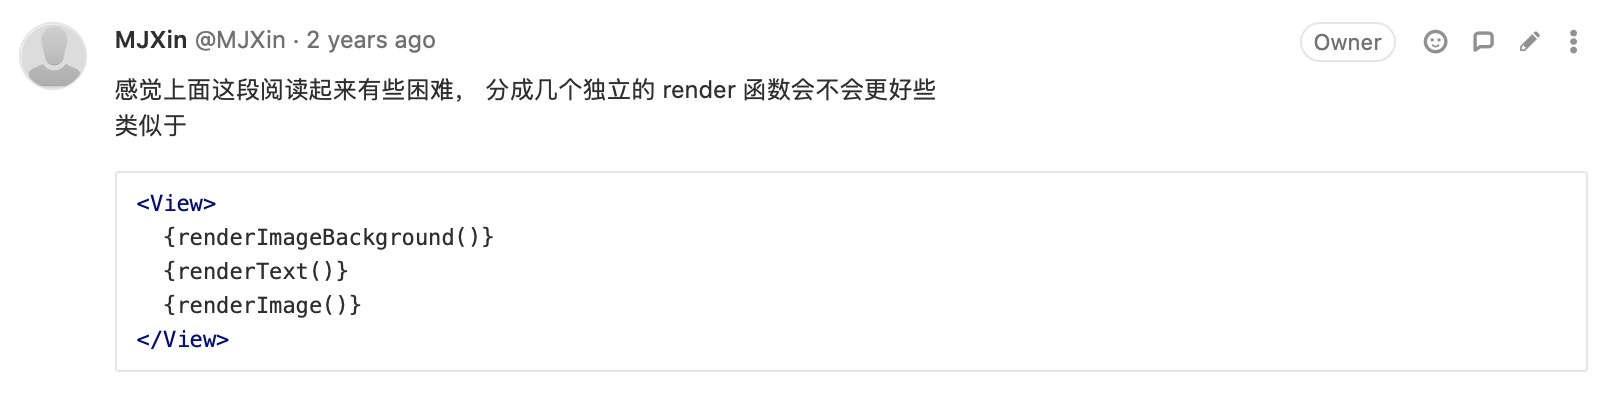 MJXin @MJXin · 2 years ago
Owner
感觉上面这段阅读起来有些困难， 分成几个独立的 render 函数会不会更好些
类似于
<View>
  {renderImageBackground()}
  {renderText()}
  {renderImage()}
</View>